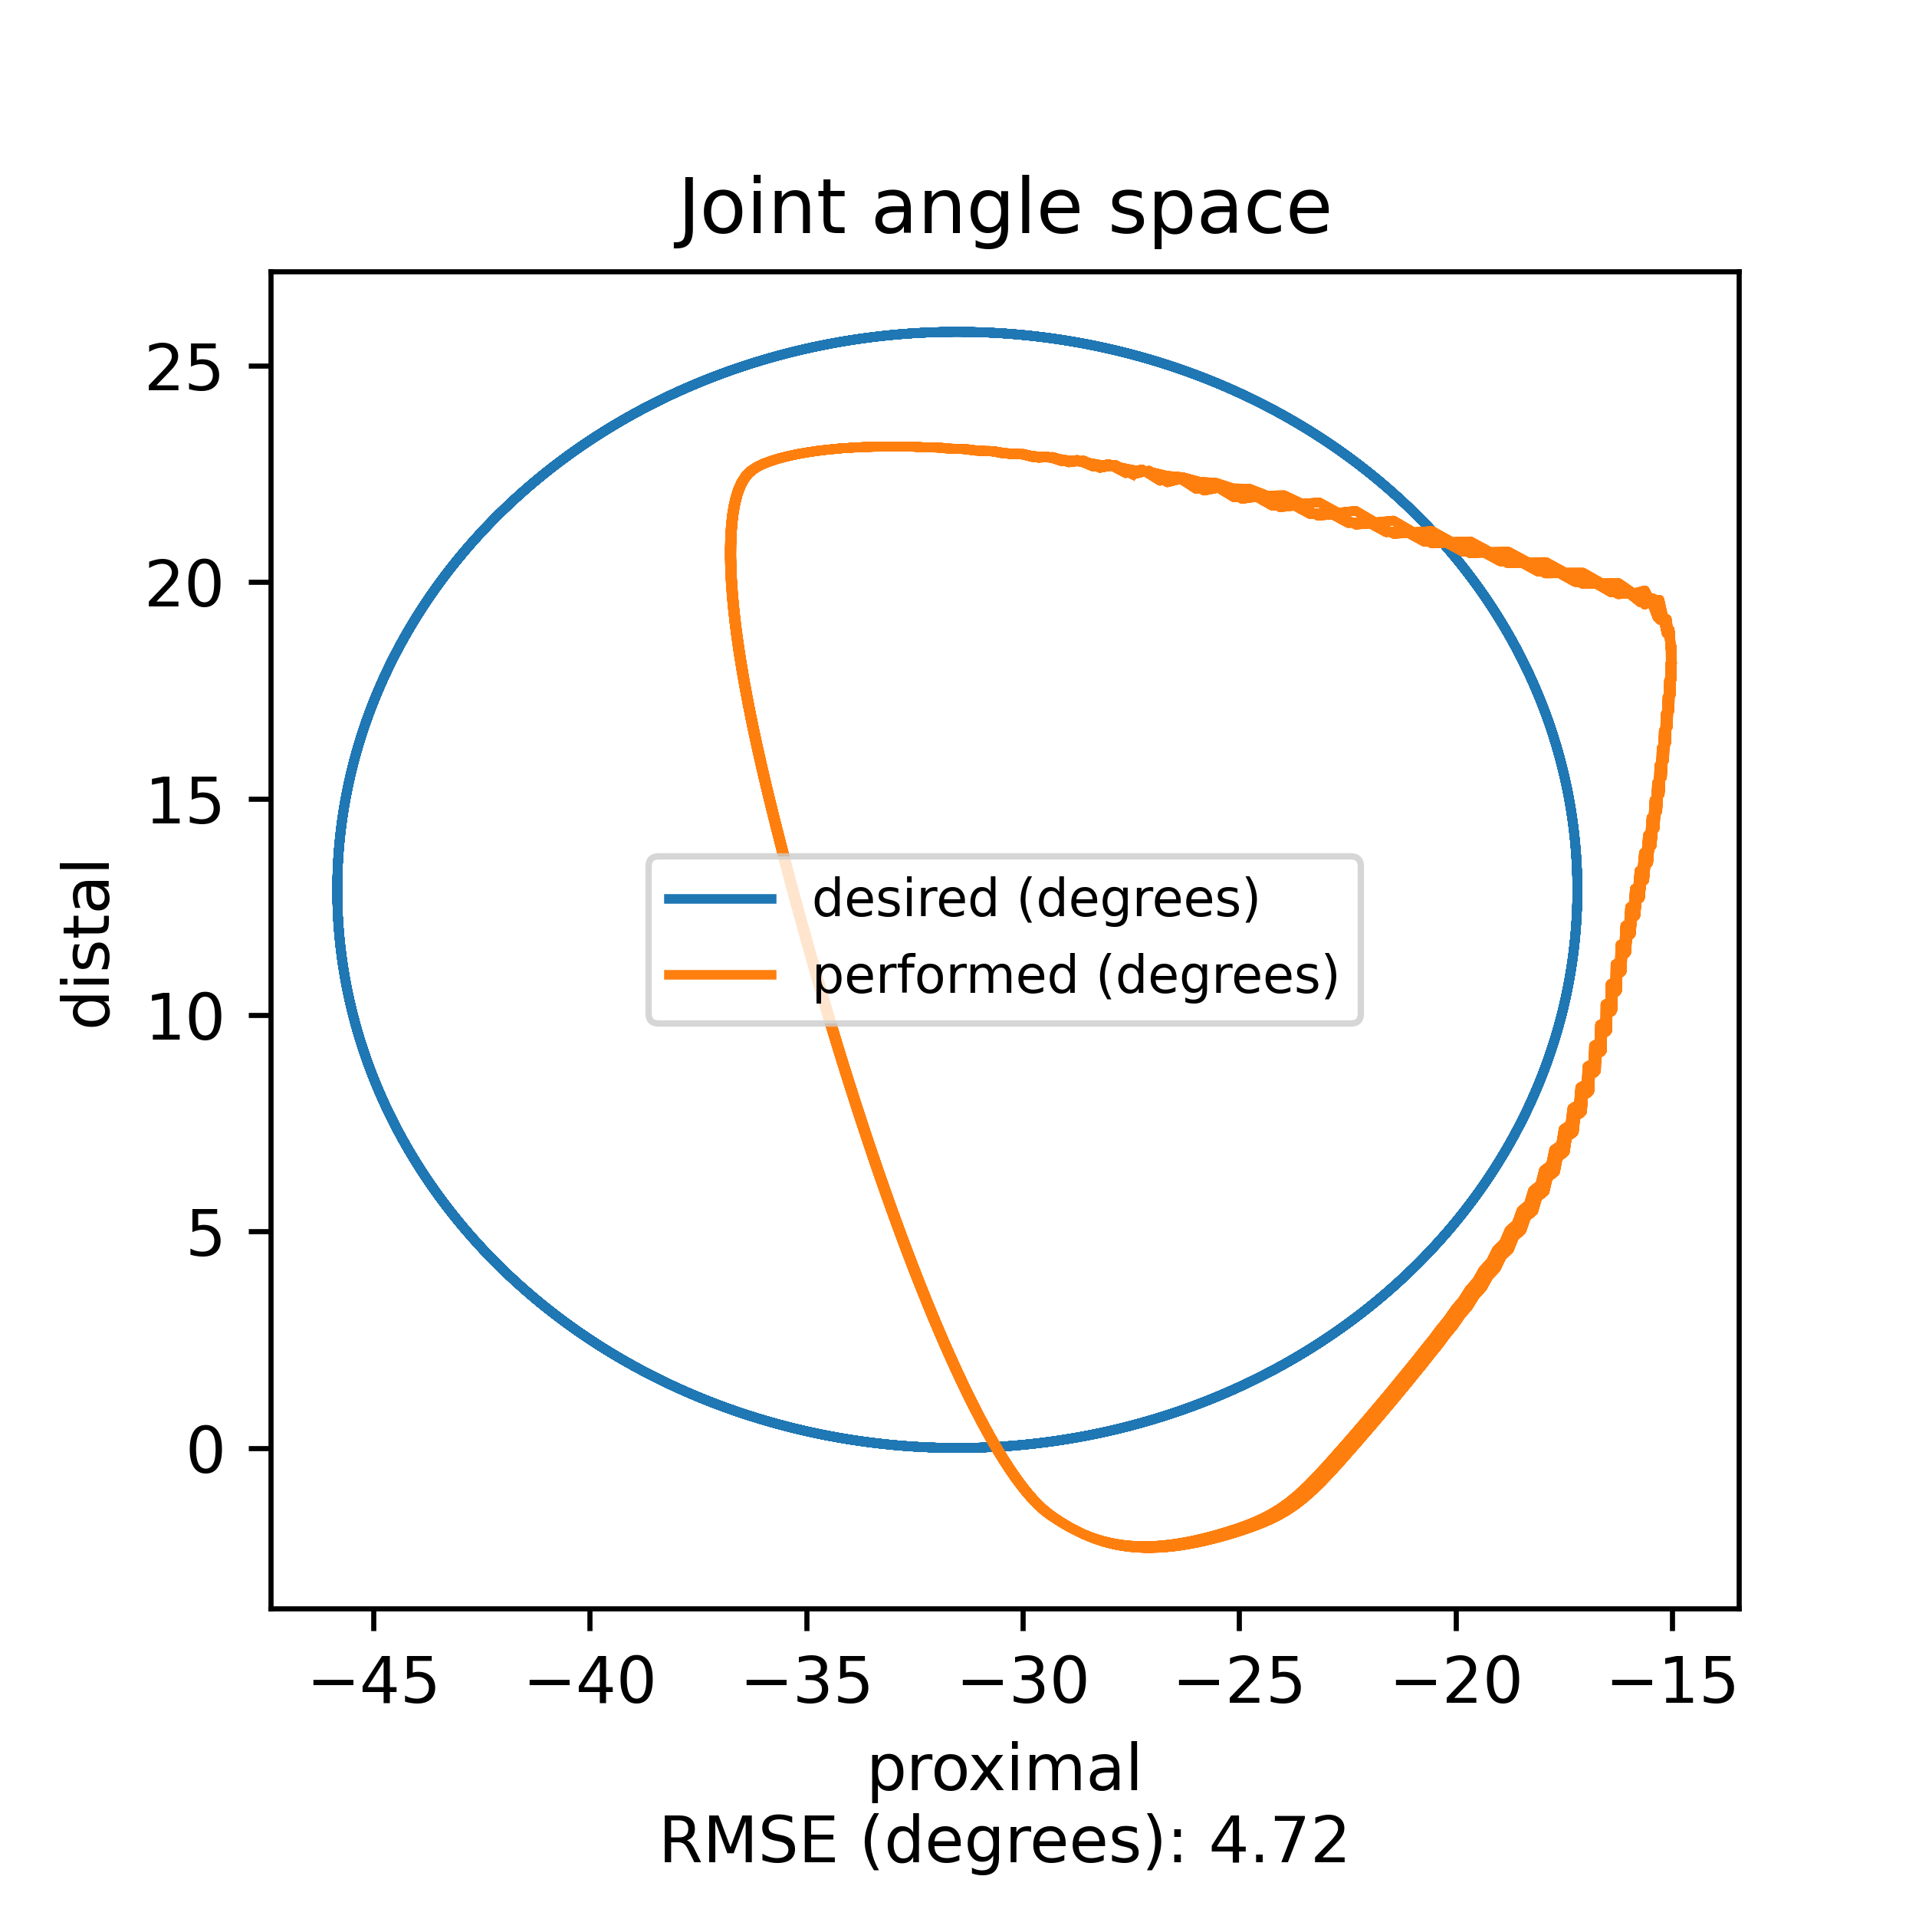 Joint angle space
25
20
15
10
5
0
distal
desired (degrees)
performed (degrees)
−45 −40 −35 −30 −25 −20 −15
proximal
RMSE (degrees): 4.72